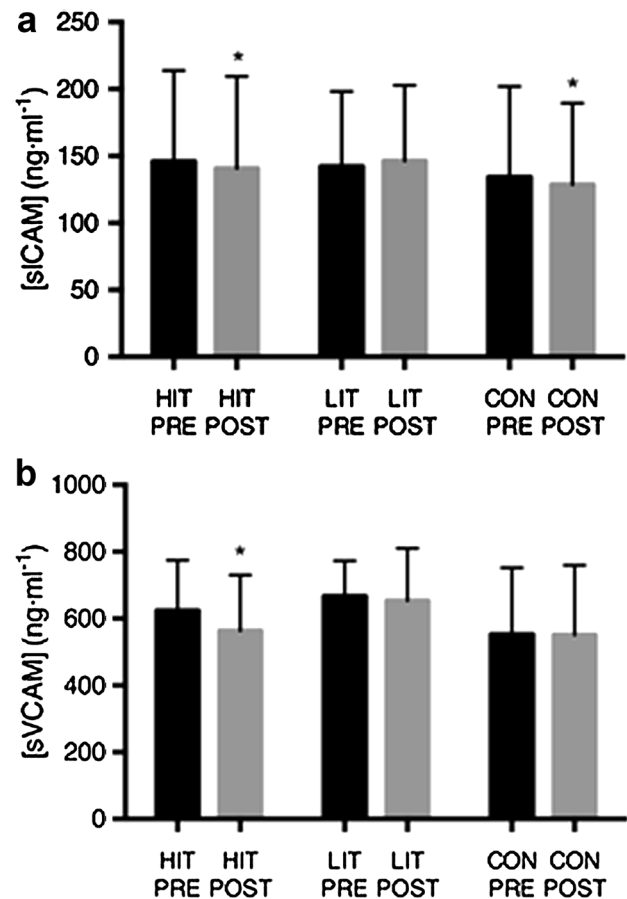 a
[sICAM] (ng·ml⁻¹)
250
200
150
100
50
0
*
*
HIT PRE
HIT POST
LIT PRE
LIT POST
CON PRE
CON POST
b
[sVCAM] (ng·ml⁻¹)
1000
800
600
400
200
0
*
HIT PRE
HIT POST
LIT PRE
LIT POST
CON PRE
CON POST